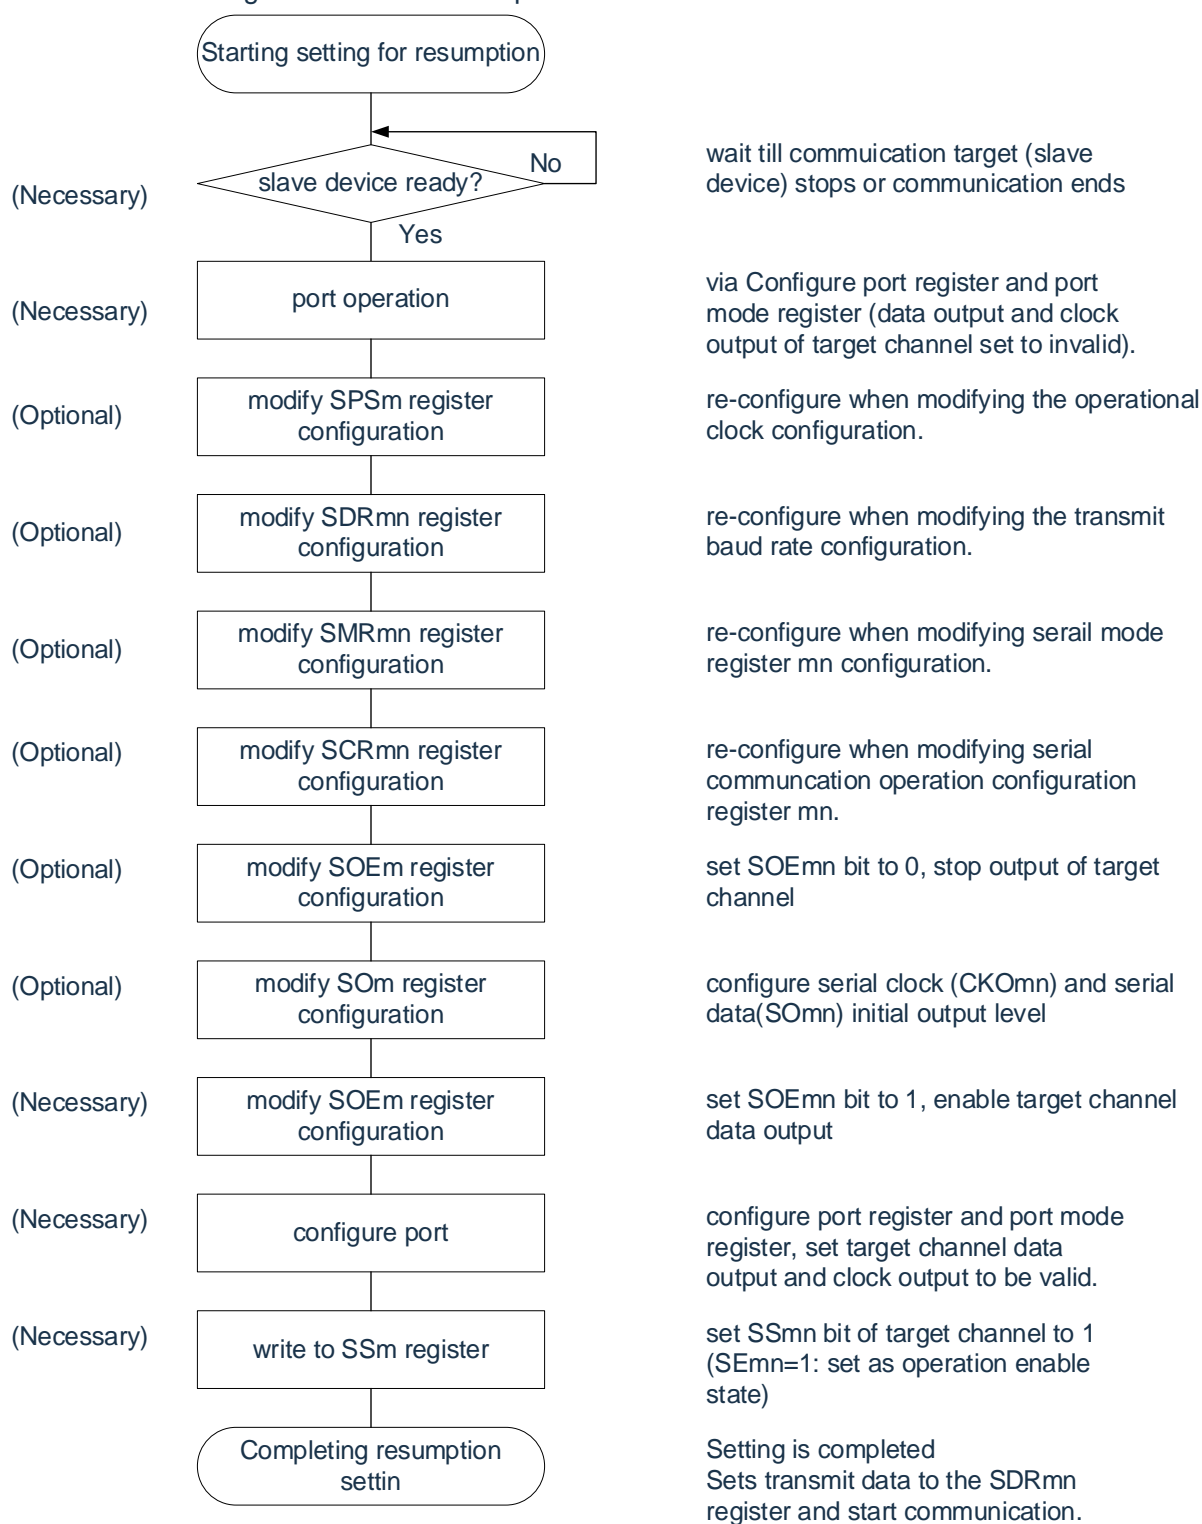 Starting setting for resumption
No
wait till commuication target (slave
device) stops or communication ends
(Necessary)
slave device ready?
Yes
(Necessary)
port operation
via Configure port register and port
mode register (data output and clock
output of target channel set to invalid).
(Optional)
modify SPSm register
configuration
re-configure when modifying the operational
clock configuration.
(Optional)
modify SDRmn register
configuration
re-configure when modifying the transmit
baud rate configuration.
(Optional)
modify SMRmn register
configuration
re-configure when modifying serail mode
register mn configuration.
(Optional)
modify SCRmn register
configuration
re-configure when modifying serial
communcation operation configuration
register mn.
(Optional)
modify SOEm register
configuration
set SOEmn bit to 0, stop output of target
channel
(Optional)
modify SOm register
configuration
configure serial clock (CKOmn) and serial
data(SOmn) initial output level
(Necessary)
modify SOEm register
configuration
set SOEmn bit to 1, enable target channel
data output
(Necessary)
configure port
configure port register and port mode
register, set target channel data
output and clock output to be valid.
(Necessary)
write to SSm register
set SSmn bit of target channel to 1
(SEmn=1: set as operation enable
state)
Completing resumption
settin
Setting is completed
Sets transmit data to the SDRmn
register and start communication.